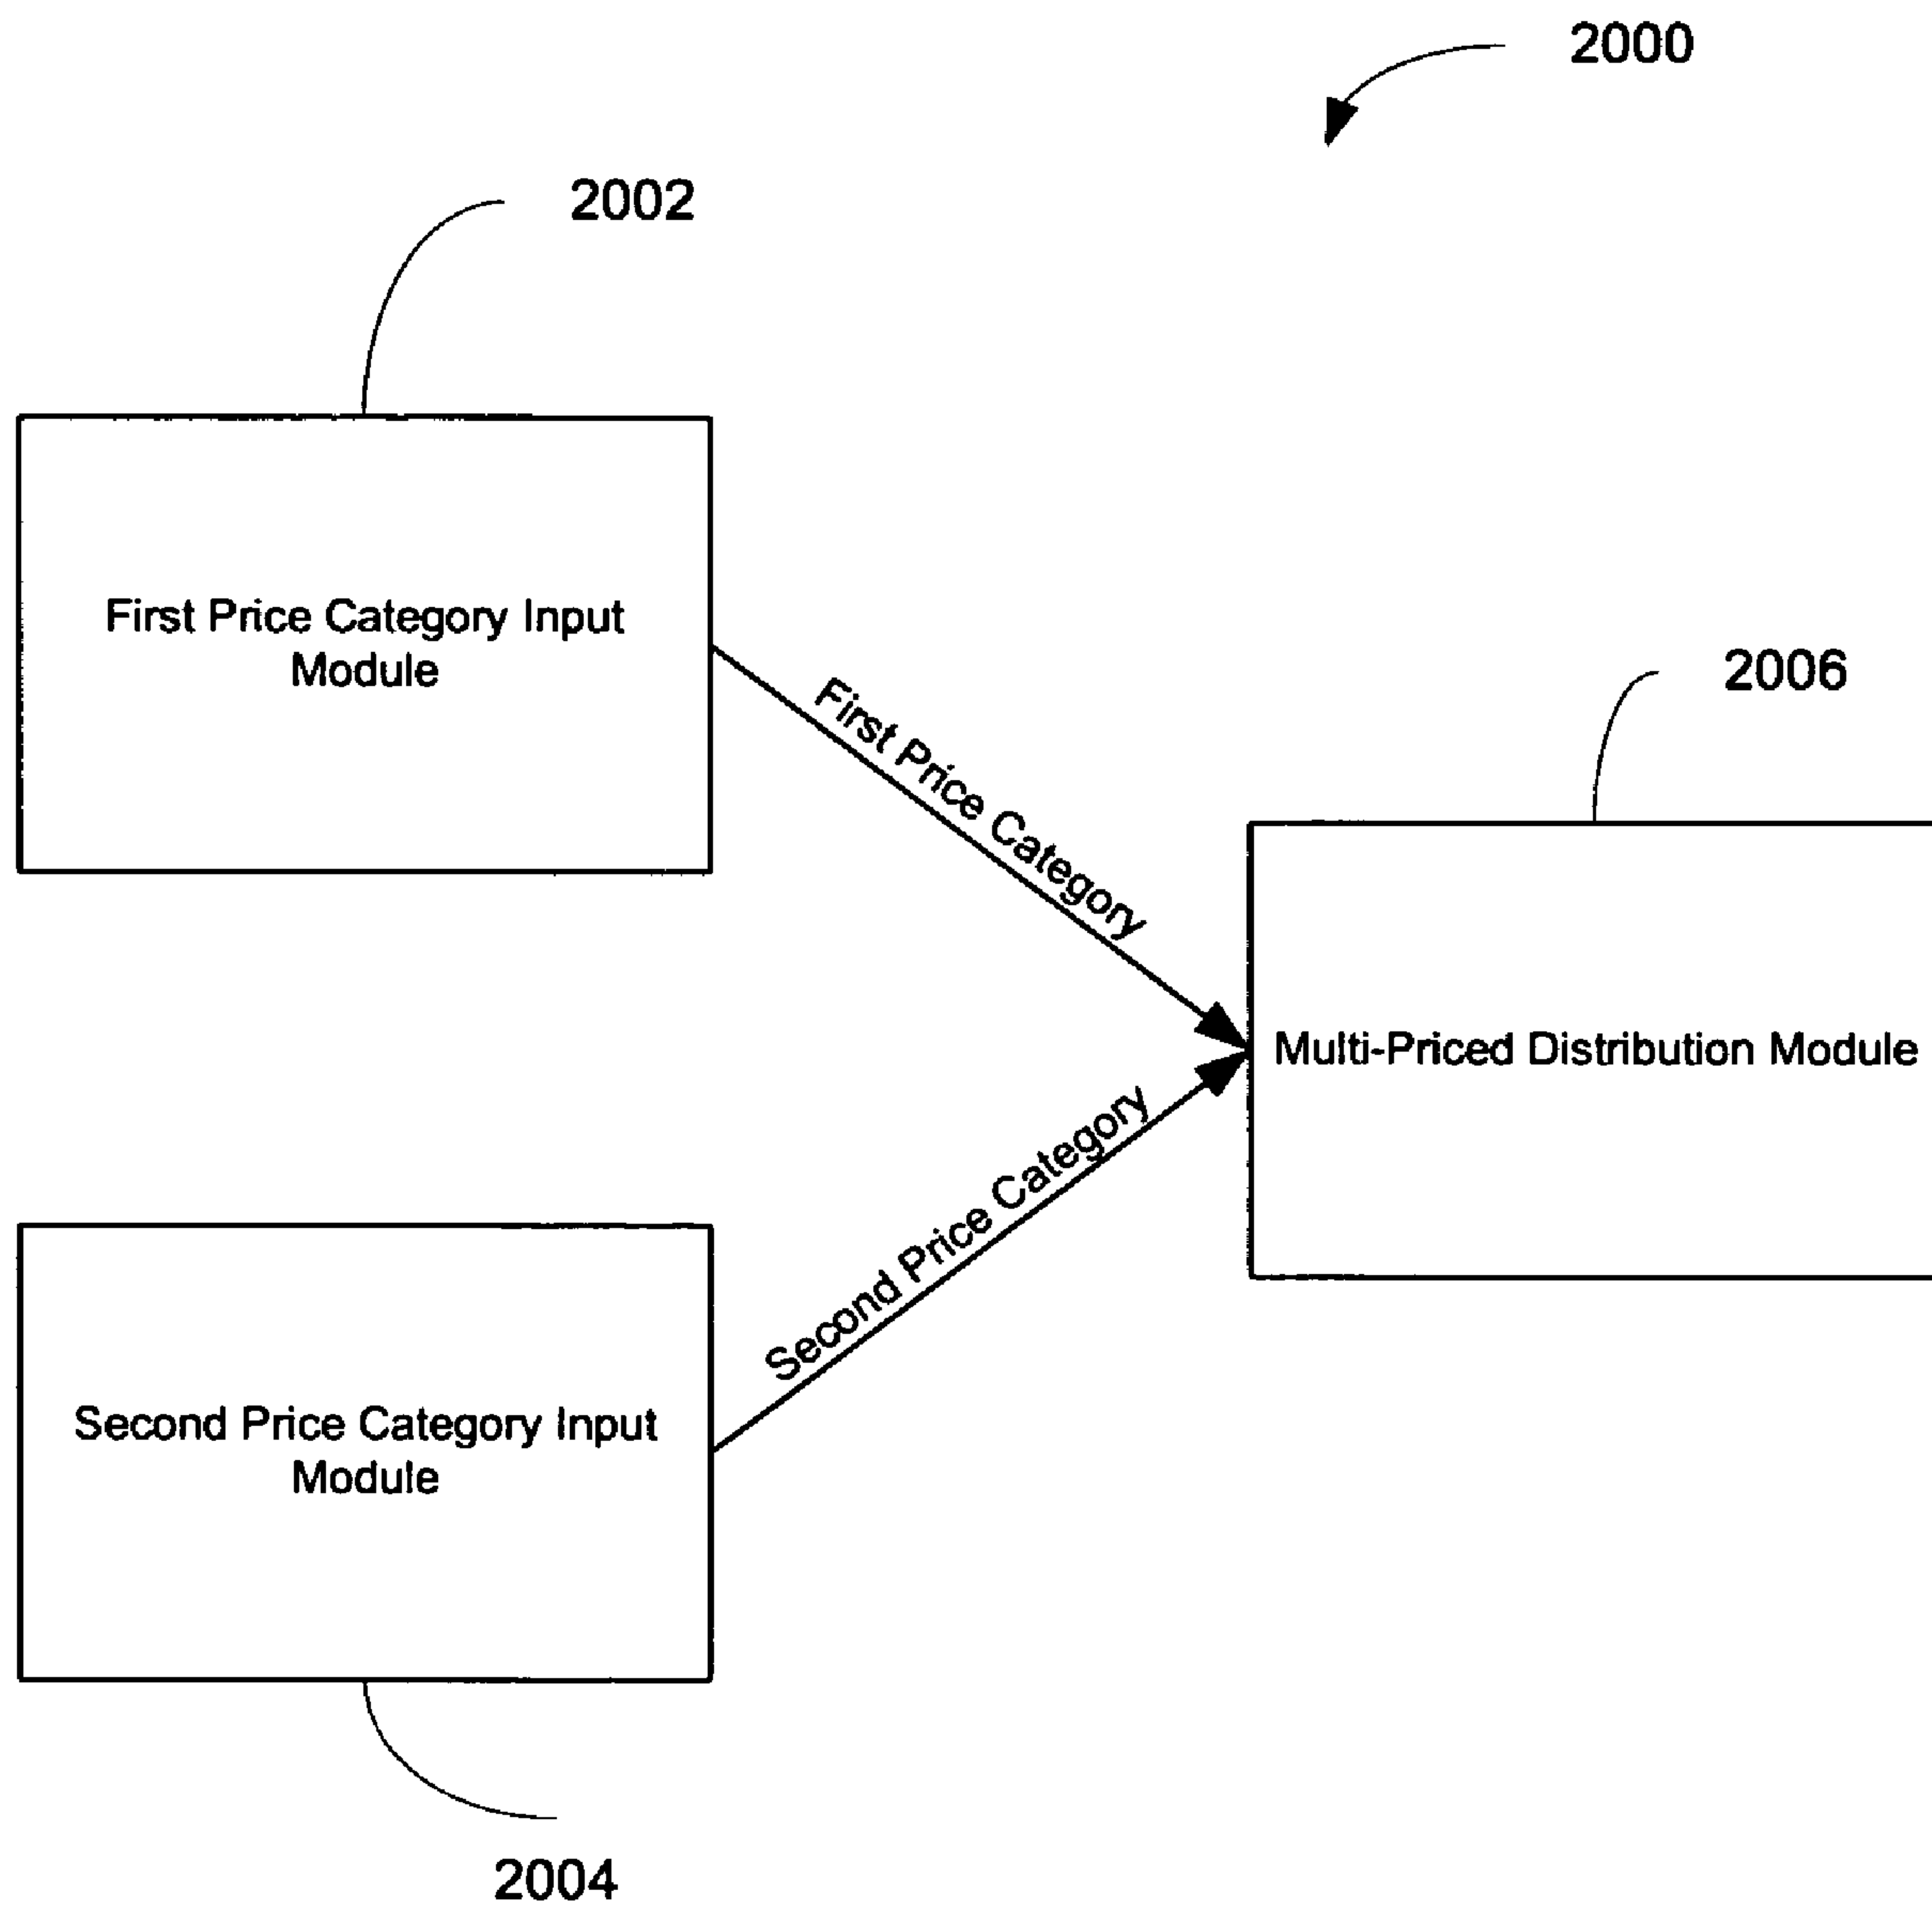 2000
2002
First Price Category Input
Module
First Price Category
2006
Multi-Priced Distribution Module
Second Price Category
Second Price Category Input
Module
2004